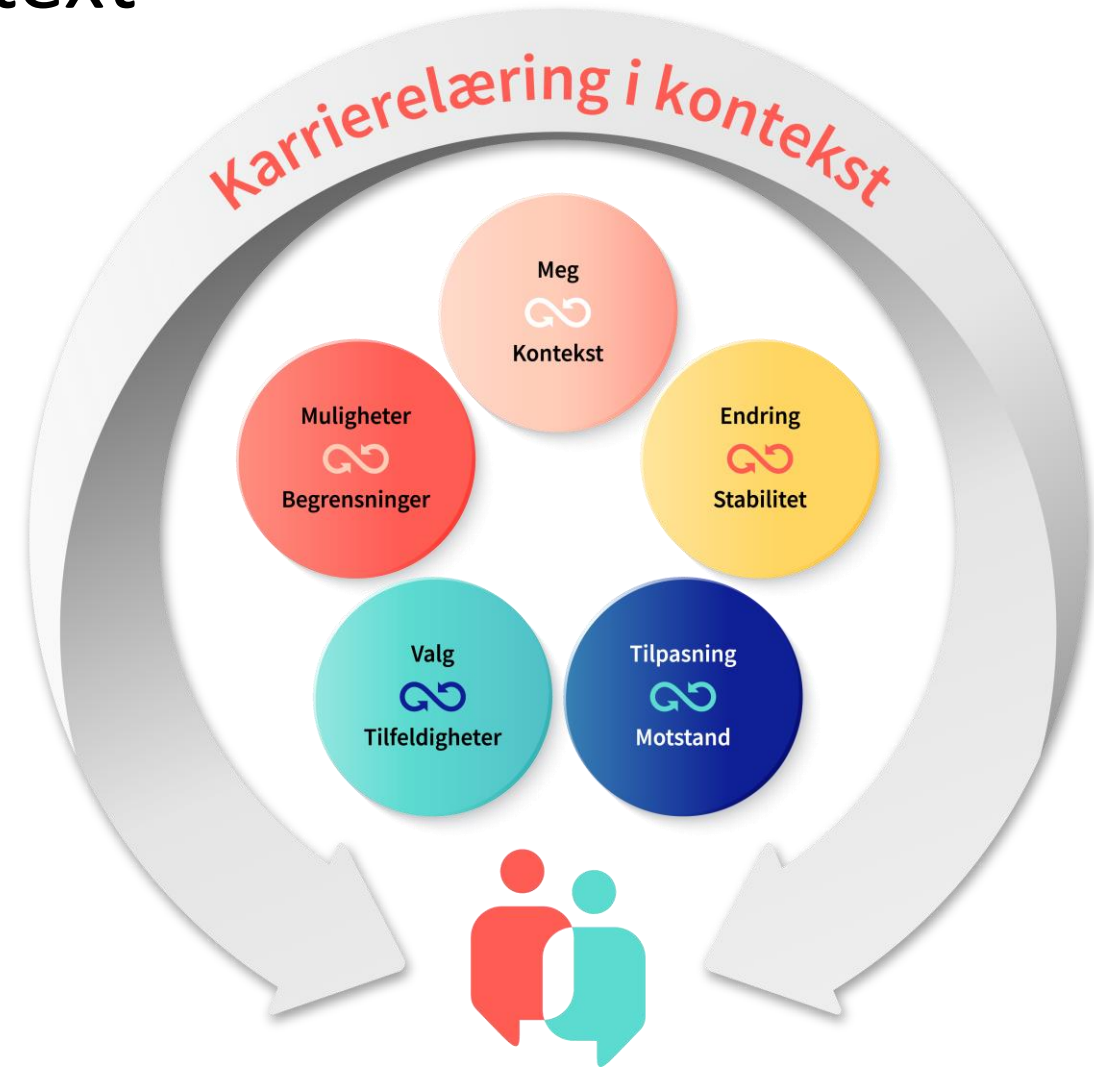 Karrierelæring i kontekst
Meg
Kontekst
Muligheter
Begrensninger
Endring
Stabilitet
Valg
Tilfeldigheter
Tilpasning
Motstand